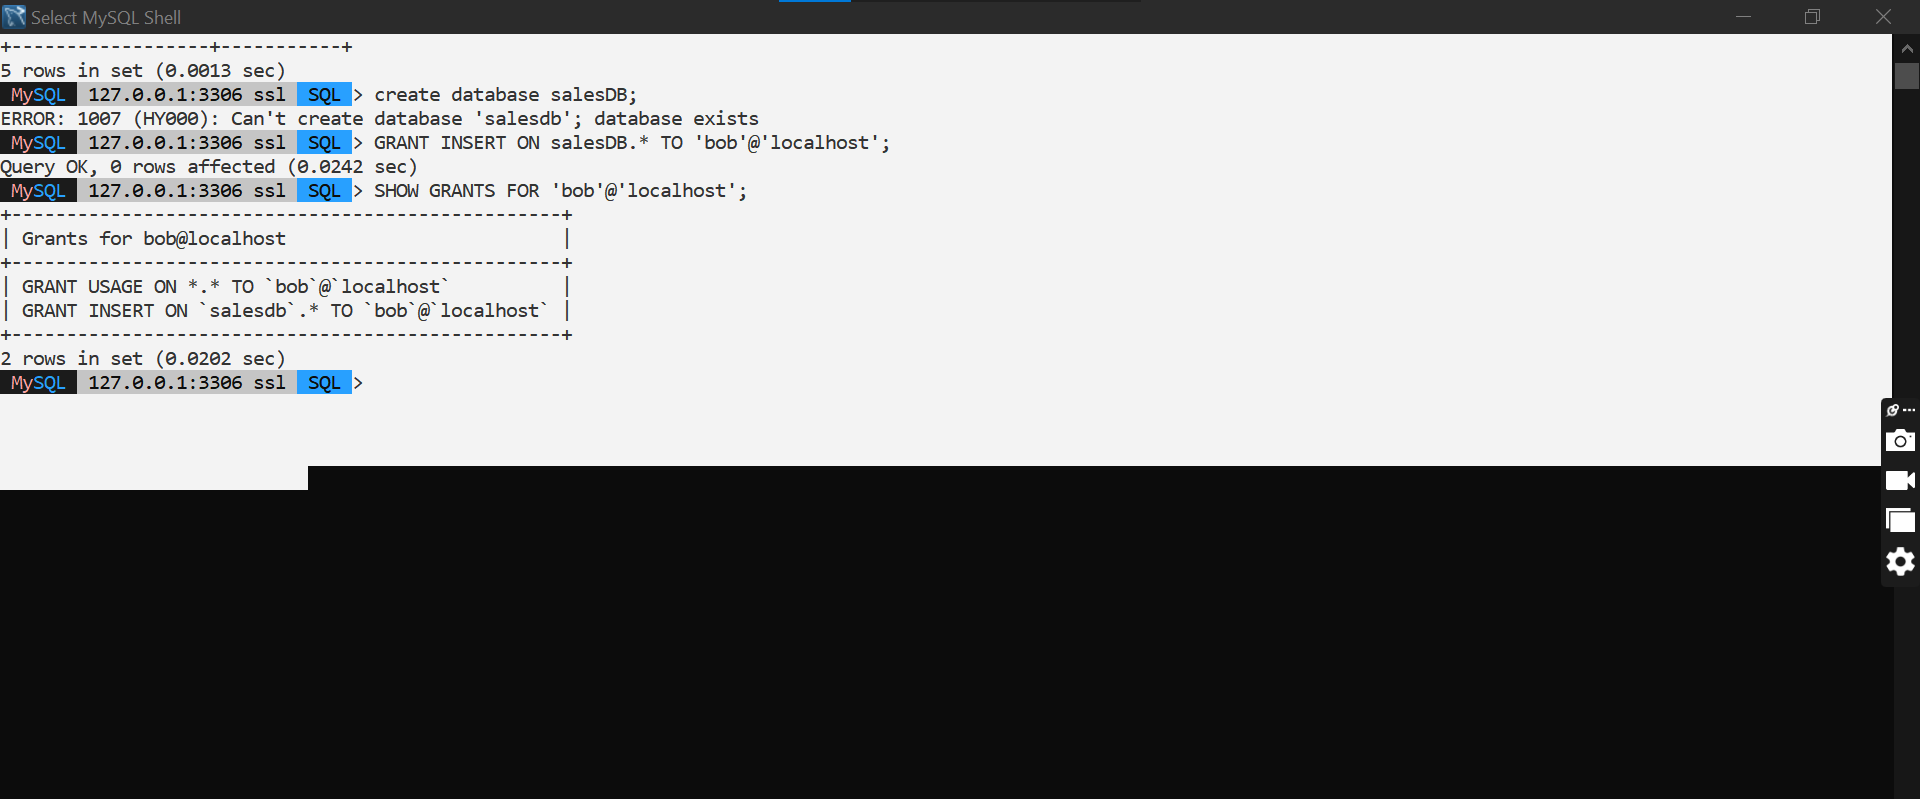 Select MySQL Shell
+------------------+-----------+
5 rows in set (0.0013 sec)
MySQL 127.0.0.1:3306 ssl SQL > create database salesDB;
ERROR: 1007 (HY000): Can't create database 'salesdb'; database exists
MySQL 127.0.0.1:3306 ssl SQL > GRANT INSERT ON salesDB.* TO 'bob'@'localhost';
Query OK, 0 rows affected (0.0242 sec)
MySQL 127.0.0.1:3306 ssl SQL > SHOW GRANTS FOR 'bob'@'localhost';
+--------------------------------------------------+
| Grants for bob@localhost                         |
+--------------------------------------------------+
| GRANT USAGE ON *.* TO `bob`@`localhost`          |
| GRANT INSERT ON `salesdb`.* TO `bob`@`localhost` |
+--------------------------------------------------+
2 rows in set (0.0202 sec)
MySQL 127.0.0.1:3306 ssl SQL >